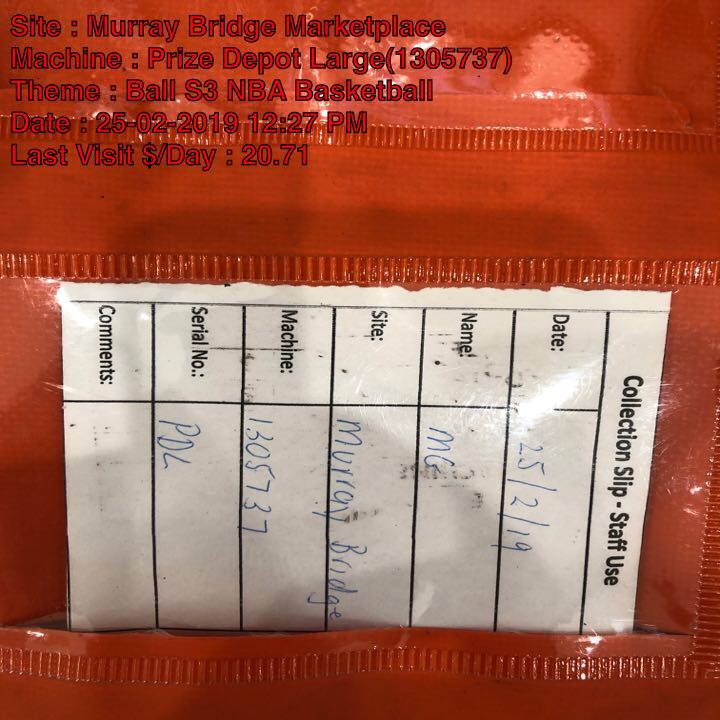 Site : Murray Bridge Marketplace
Machine : Prize Depot Large(1305737)
Theme : Ball S3 NBA Basketball
Date : 25-02-2019 12:27 PM
Last Visit $/Day : 20.71
Collection Slip - Staff Use
Date: 25/2/19
Name: MG
Site: Murray Bridge
Machine: 1305737
Serial No.: PDL
Comments: